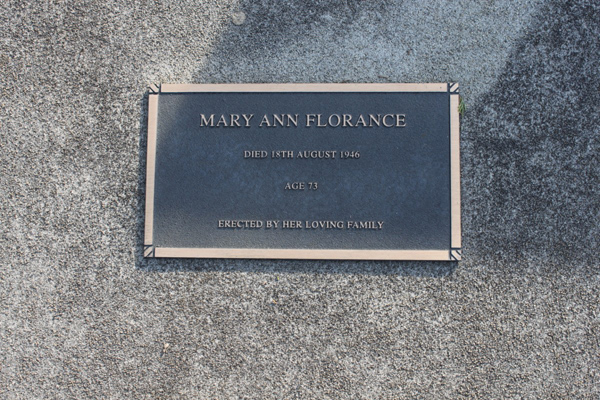 MARY ANN FLORANCE
DIED 18TH AUGUST 1946
AGE 73
ERECTED BY HER LOVING FAMILY